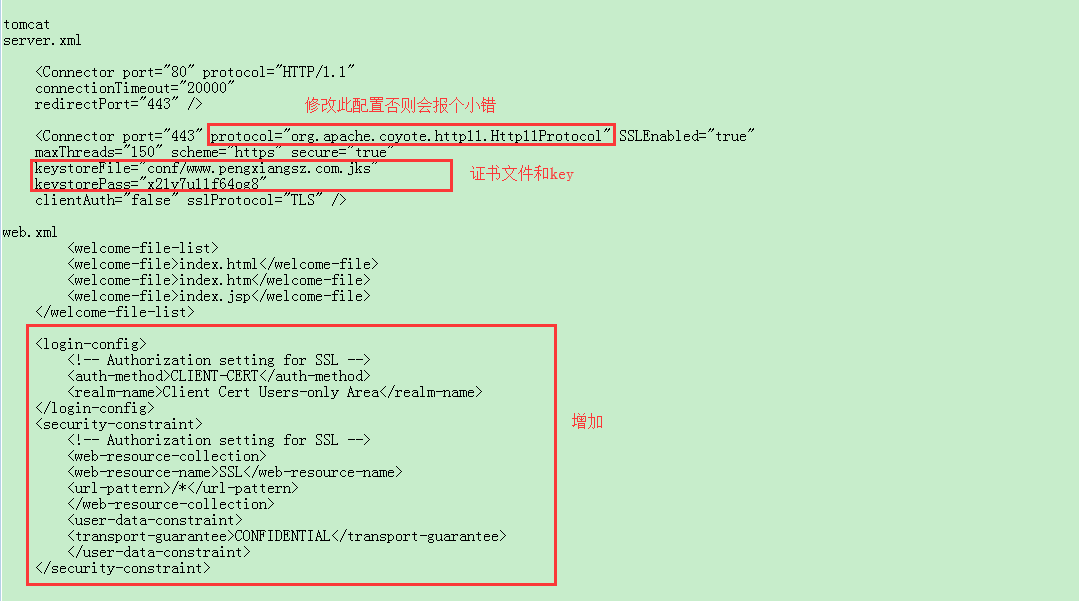 tomcat
server.xml
<Connector port="80" protocol="HTTP/1.1"
connectionTimeout="20000"
redirectPort="443" />
修改此配置否则会报个小错
<Connector port="443" protocol="org.apache.coyote.http11.Http11Protocol" SSLEnabled="true"
maxThreads="150" scheme="https" secure="true"
keystoreFile="conf/www.pengxiangsz.com.jks"
证书文件和key
keystorePass="x21y7u11f64og8"
clientAuth="false" sslProtocol="TLS" />
web.xml
<welcome-file-list>
<welcome-file>index.html</welcome-file>
<welcome-file>index.htm</welcome-file>
<welcome-file>index.jsp</welcome-file>
</welcome-file-list>
<login-config>
<!-- Authorization setting for SSL -->
<auth-method>CLIENT-CERT</auth-method>
<realm-name>Client Cert Users-only Area</realm-name>
</login-config>
增加
<security-constraint>
<!-- Authorization setting for SSL -->
<web-resource-collection>
<web-resource-name>SSL</web-resource-name>
<url-pattern>/*</url-pattern>
</web-resource-collection>
<user-data-constraint>
<transport-guarantee>CONFIDENTIAL</transport-guarantee>
</user-data-constraint>
</security-constraint>